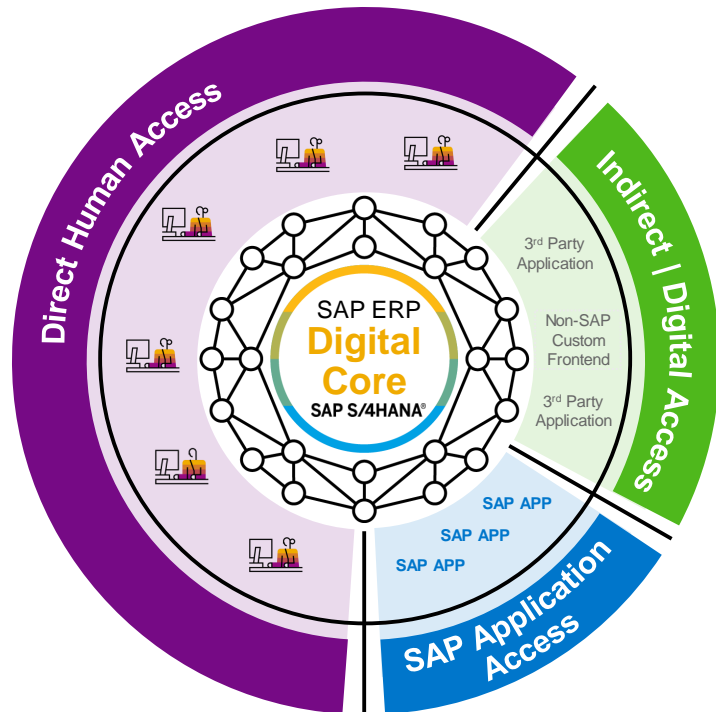 Direct Human Access
Indirect | Digital Access
3rd Party
Application
Non-SAP
Custom
Frontend
3rd Party
Application
SAP ERP
Digital
Core
SAP S/4HANA®
SAP APP
SAP APP
SAP APP
SAP Application
Access